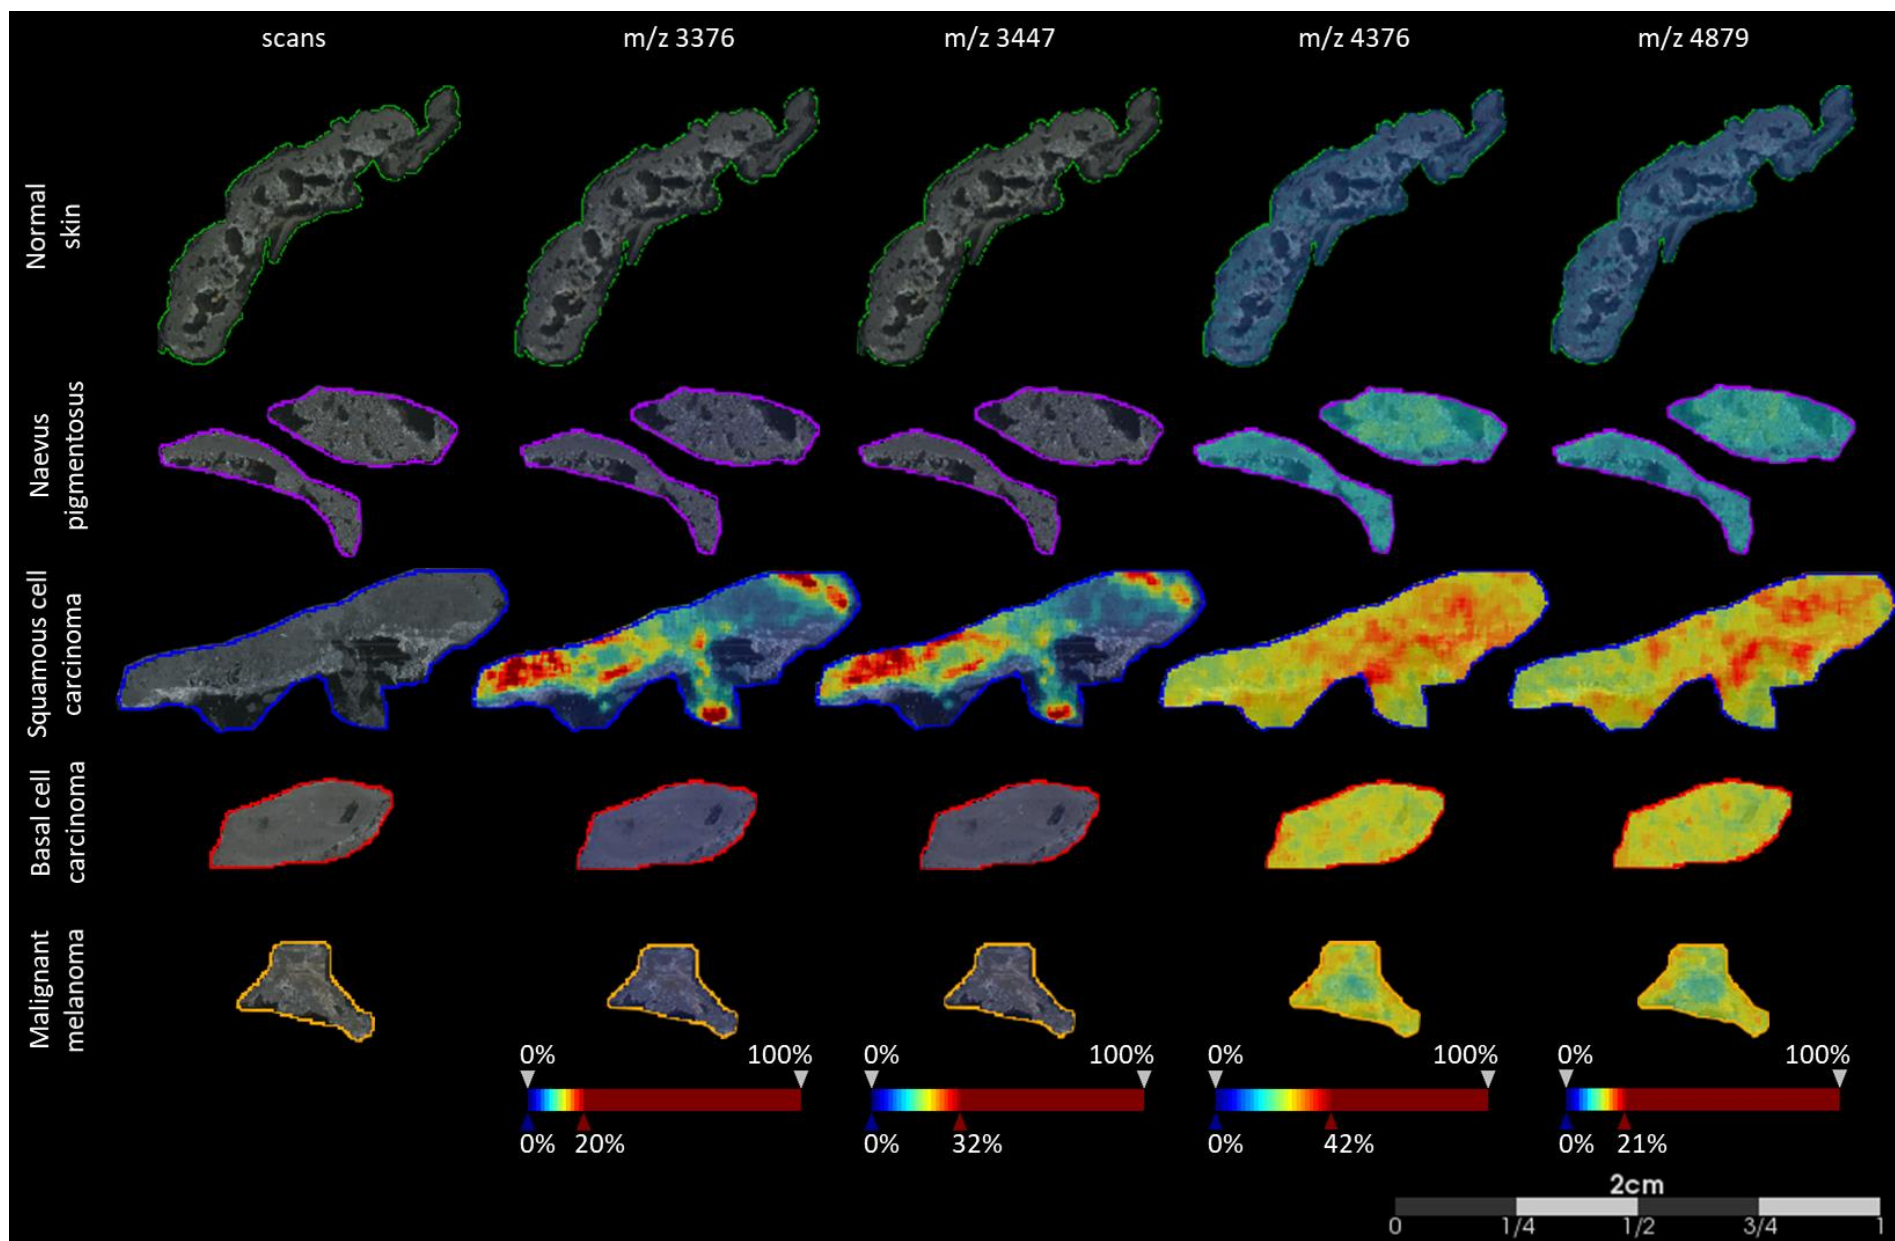 scans m/z 3376 m/z 3447 m/z 4376 m/z 4879
Normal
skin
Naevus
pigmentosus
Squamous cell
carcinoma
Basal cell
carcinoma
Malignant
melanoma
0% 100% 0% 100% 0% 100% 0% 100%
0% 20% 0% 32% 0% 42% 0% 21%
2cm
0 1/4 1/2 3/4 1